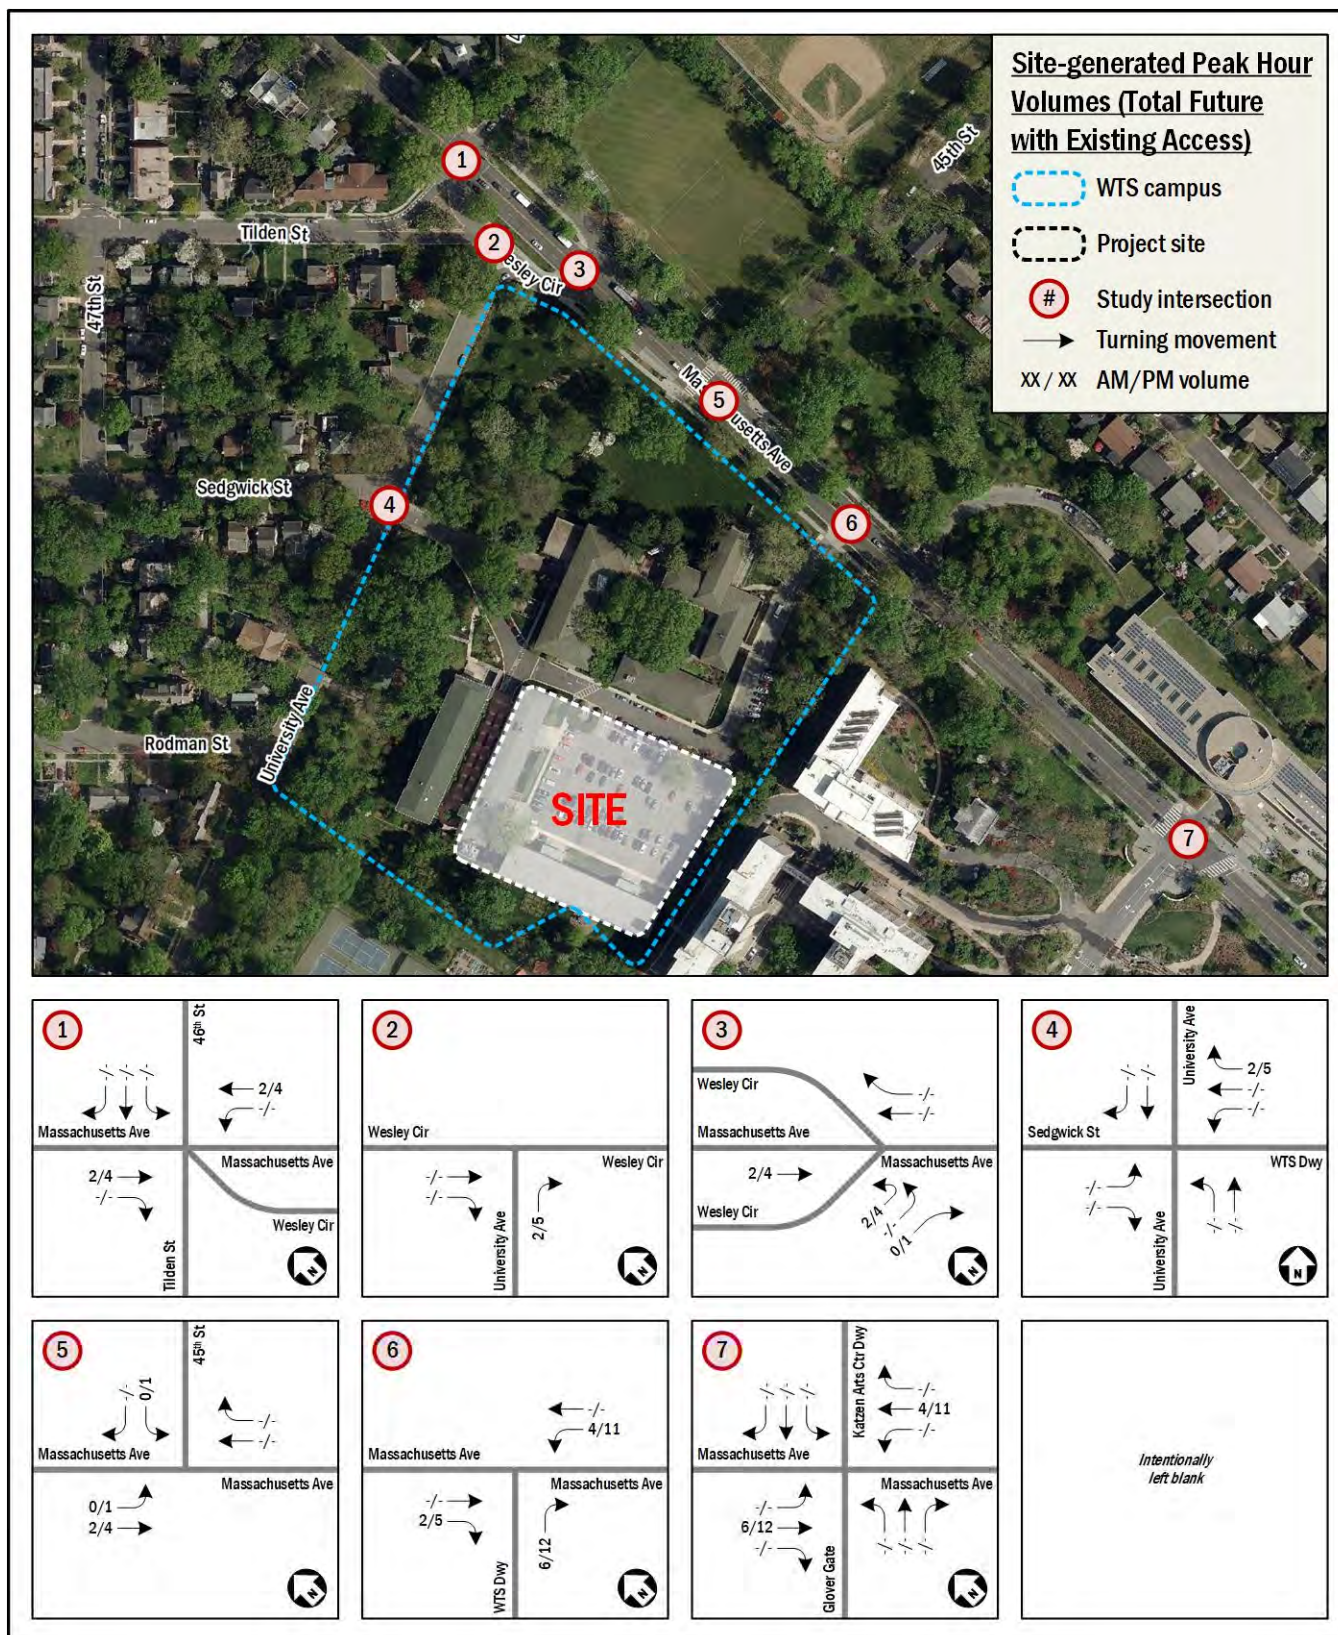 Site-generated Peak Hour
Volumes (Total Future
with Existing Access)
WTS campus
Project site
# Study intersection
Turning movement
XX / XX AM/PM volume
45th St
1
Tilden St
2
Wesley Cir
3
47th St
5
Massachusetts Ave
Sedgwick St
4
6
University Ave
Rodman St
SITE
7
1
46th St
-/- -/- -/-
2/4
-/-
Massachusetts Ave
Massachusetts Ave
2/4
-/-
Tilden St
Wesley Cir
N
2
Wesley Cir
Wesley Cir
-/-
-/-
University Ave
2/5
N
3
Wesley Cir
-/-
-/-
Massachusetts Ave
Massachusetts Ave
2/4
Wesley Cir
2/4
-/-
0/1
N
4
University Ave
-/- -/-
2/5
-/-
-/-
Sedgwick St
WTS Dwy
-/-
-/-
-/- -/-
University Ave
N
5
45th St
-/- 0/1
-/-
-/-
Massachusetts Ave
Massachusetts Ave
0/1
2/4
N
6
-/-
4/11
Massachusetts Ave
Massachusetts Ave
-/-
2/5
WTS Dwy
6/12
N
7
Katzen Arts Ctr Dwy
-/- -/- -/-
-/-
4/11
-/-
Massachusetts Ave
Massachusetts Ave
-/-
6/12
-/-
Glover Gate
-/- -/- -/-
N
Intentionally
left blank